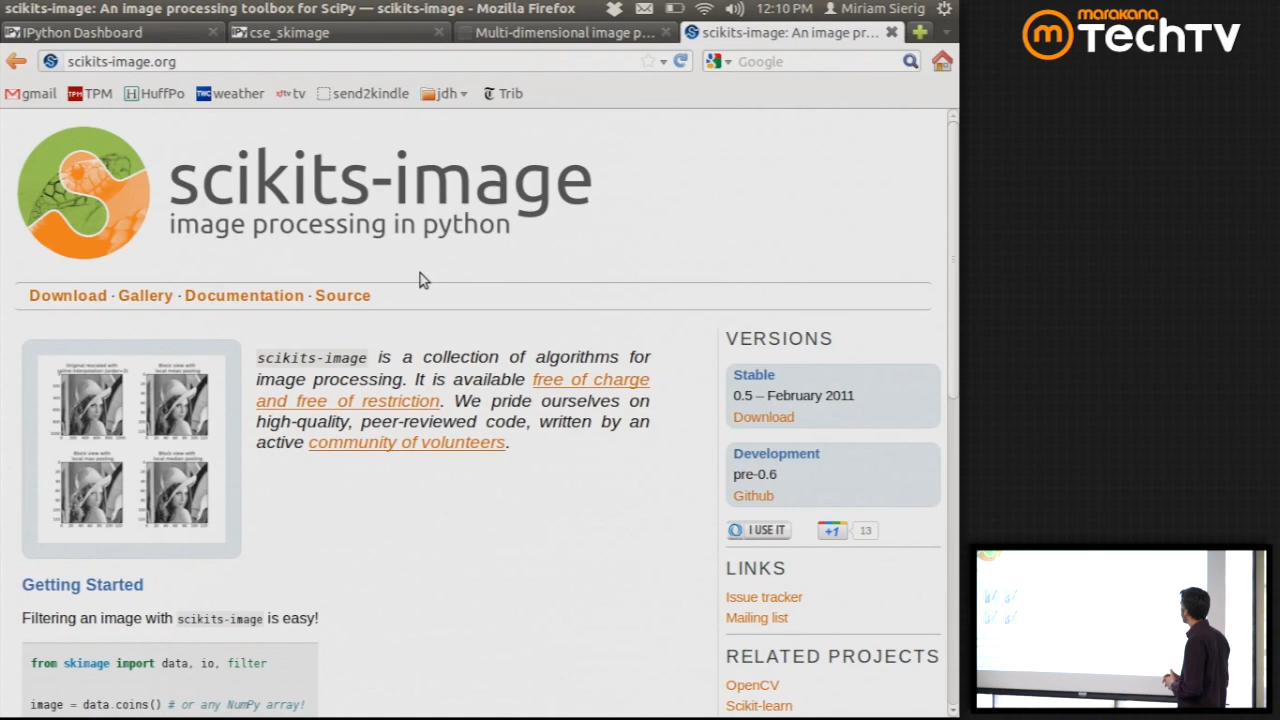 scikits-image: An image processing toolbox for SciPy — scikits-image - Mozilla Firefox
12:10 PM Miriam Sierig
IPython Dashboard
cse_skimage
Multi-dimensional image p...
scikits-image: An image pr...
scikits-image.org
Google
gmail TPM HuffPo weather tv send2kindle jdh Trib
marakana
TechTV
scikits-image
image processing in python
Download · Gallery · Documentation · Source
scikits-image is a collection of algorithms for
image processing. It is available free of charge
and free of restriction. We pride ourselves on
high-quality, peer-reviewed code, written by an
active community of volunteers.
VERSIONS
Stable
0.5 – February 2011
Download
Development
pre-0.6
Github
I USE IT +1 13
LINKS
Issue tracker
Mailing list
RELATED PROJECTS
OpenCV
Scikit-learn
Getting Started
Filtering an image with scikits-image is easy!
from skimage import data, io, filter
image = data.coins() # or any NumPy array!